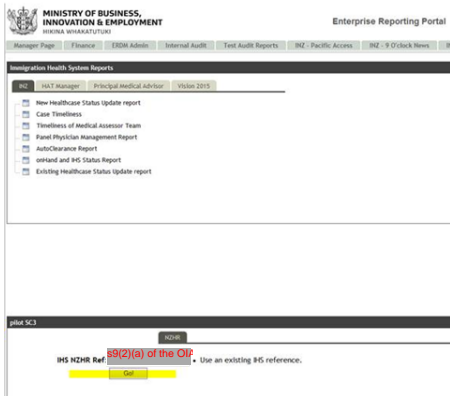 MINISTRY OF BUSINESS,
INNOVATION & EMPLOYMENT
HIKINA WHAKATUTUKI
Enterprise Reporting Portal
Manager Page Finance ERDM Admin Internal Audit Test Audit Reports INZ - Pacific Access INZ - 9 O'clock News
Immigration Health System Reports
INZ HAT Manager Principal Medical Advisor Vision 2015
New Healthcase Status Update report
Case Timeliness
Timeliness of Medical Assessor Team
Panel Physician Management Report
AutoClearance Report
onHand and IHS Status Report
Existing Healthcase Status Update report
pilot SC3
NZHR
IHS NZHR Ref: s9(2)(a) of the OIA . Use an existing IHS reference.
Go!